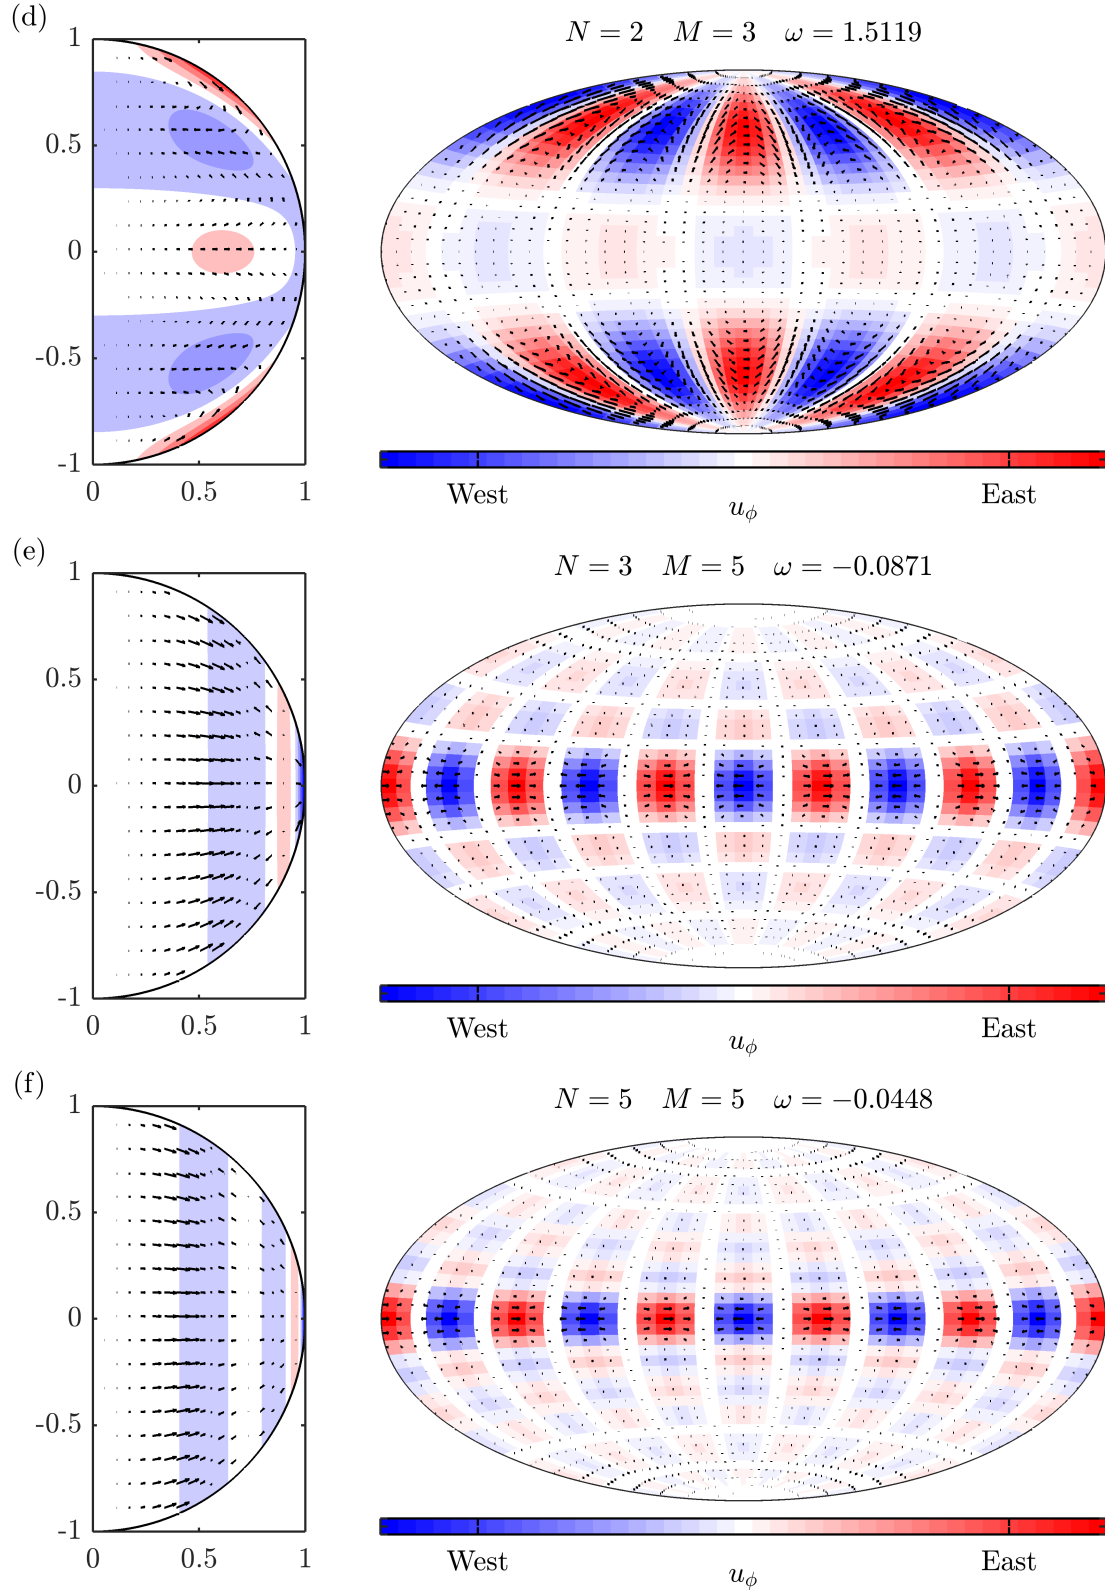 (d)
N = 2 M = 3 ω = 1.5119
1
0.5
0
-0.5
-1
0 0.5 1
West East
u_ϕ
(e)
N = 3 M = 5 ω = −0.0871
1
0.5
0
-0.5
-1
0 0.5 1
West East
u_ϕ
(f)
N = 5 M = 5 ω = −0.0448
1
0.5
0
-0.5
-1
0 0.5 1
West East
u_ϕ